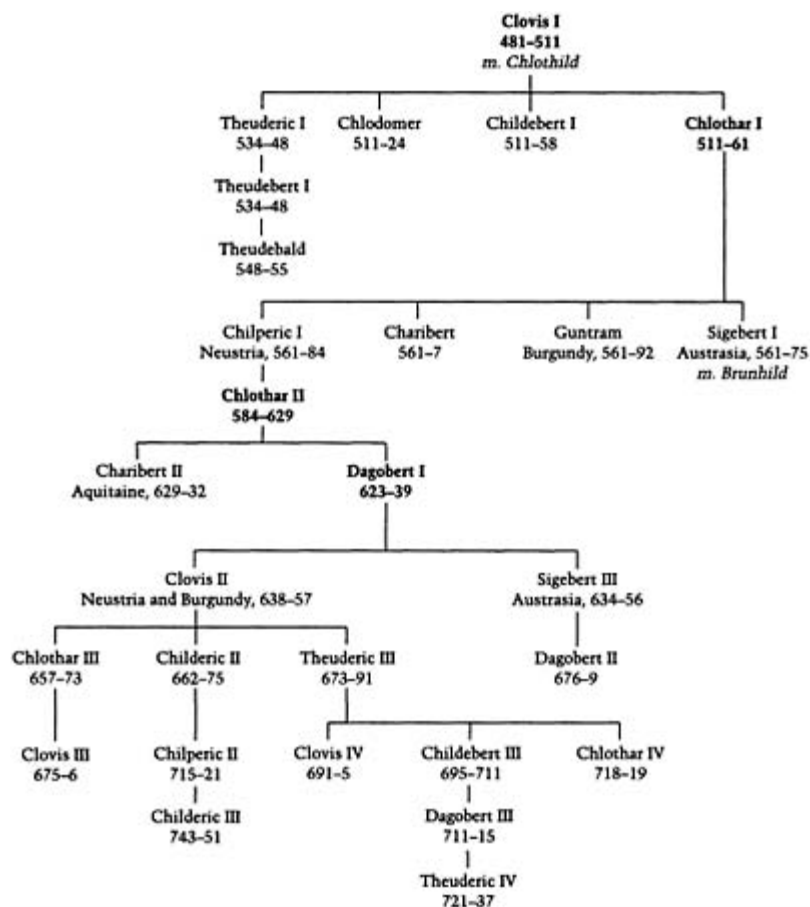 Clovis I
481–511
m. Chlothild
Theuderic I
534–48
Chlodomer
511–24
Childebert I
511–58
Chlothar I
511–61
Theudebert I
534–48
Theudebald
548–55
Chilperic I
Neustria, 561–84
Charibert
561–7
Guntram
Burgundy, 561–92
Sigebert I
Austrasia, 561–75
m. Brunhild
Chlothar II
584–629
Charibert II
Aquitaine, 629–32
Dagobert I
623–39
Clovis II
Neustria and Burgundy, 638–57
Sigebert III
Austrasia, 634–56
Chlothar III
657–73
Childeric II
662–75
Theuderic III
673–91
Dagobert II
676–9
Clovis III
675–6
Chilperic II
715–21
Clovis IV
691–5
Childebert III
695–711
Chlothar IV
718–19
Childeric III
743–51
Dagobert III
711–15
Theuderic IV
721–37